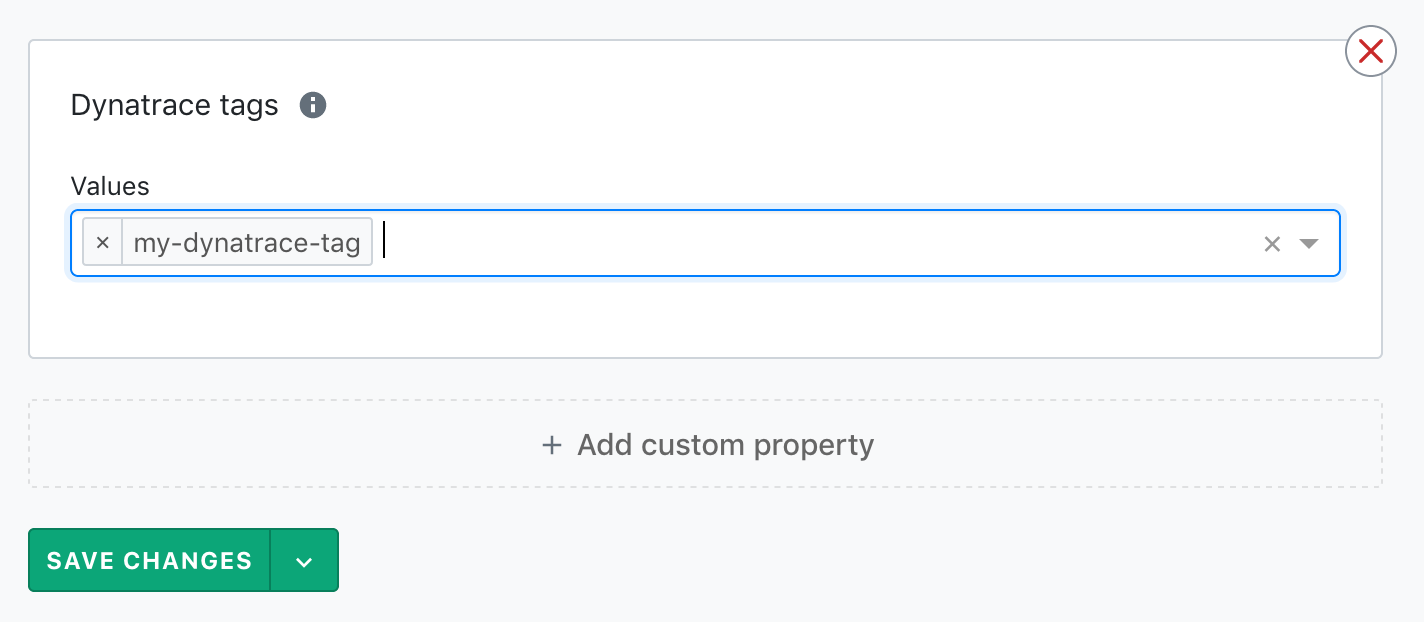 Dynatrace tags
Values
× my-dynatrace-tag
+ Add custom property
SAVE CHANGES